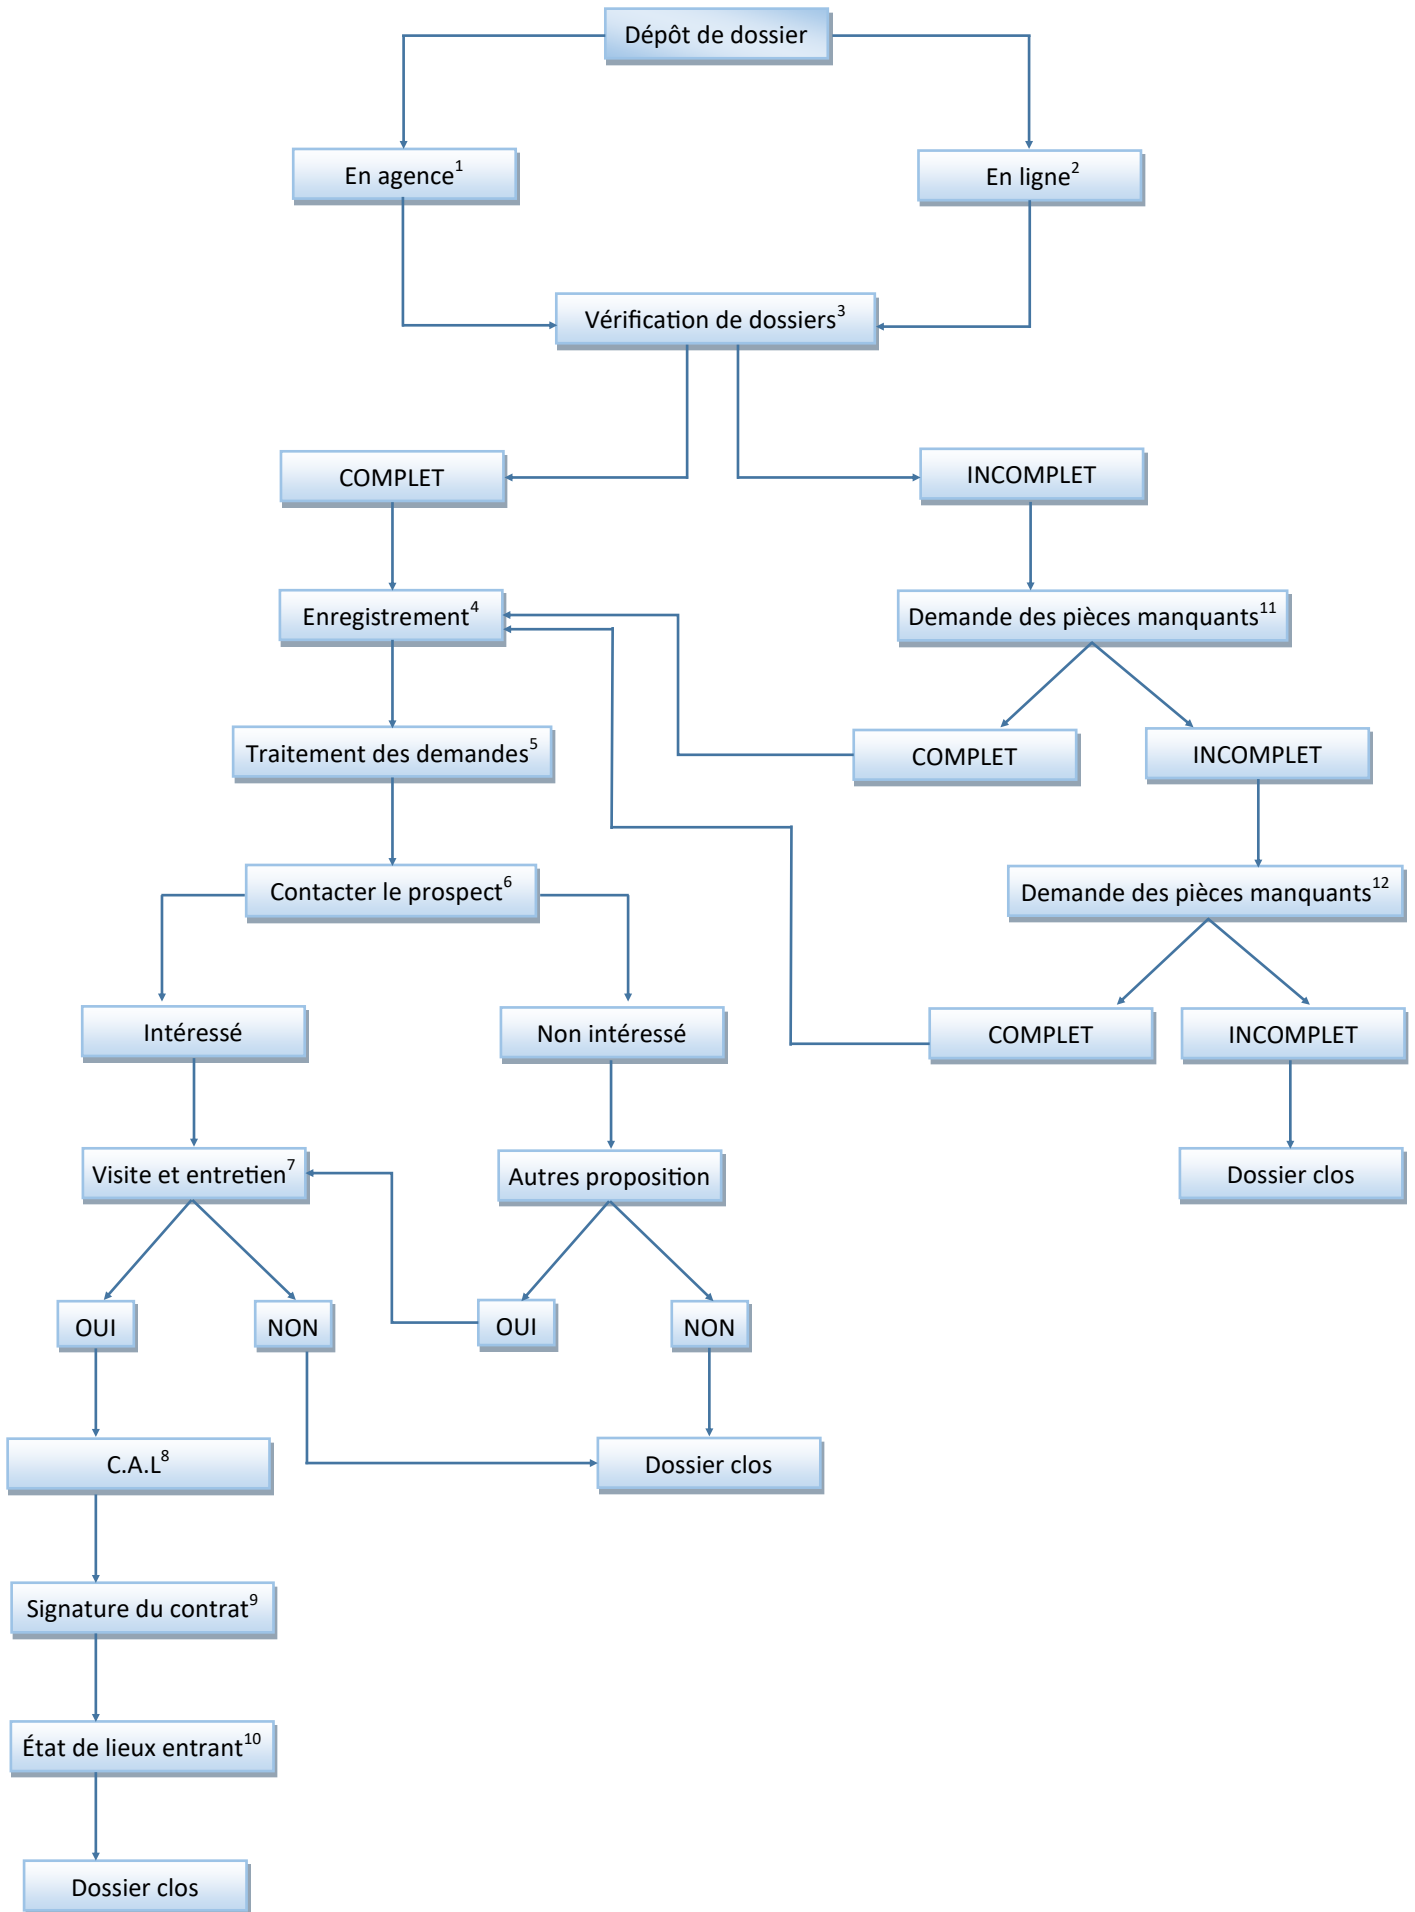 Dépôt de dossier
En agence¹
En ligne²
Vérification de dossiers³
COMPLET
INCOMPLET
Enregistrement⁴
Demande des pièces manquants¹¹
Traitement des demandes⁵
COMPLET
INCOMPLET
Contacter le prospect⁶
Demande des pièces manquants¹²
Intéressé
Non intéressé
COMPLET
INCOMPLET
Visite et entretien⁷
Autres proposition
Dossier clos
OUI
NON
OUI
NON
C.A.L⁸
Dossier clos
Signature du contrat⁹
État de lieux entrant¹⁰
Dossier clos